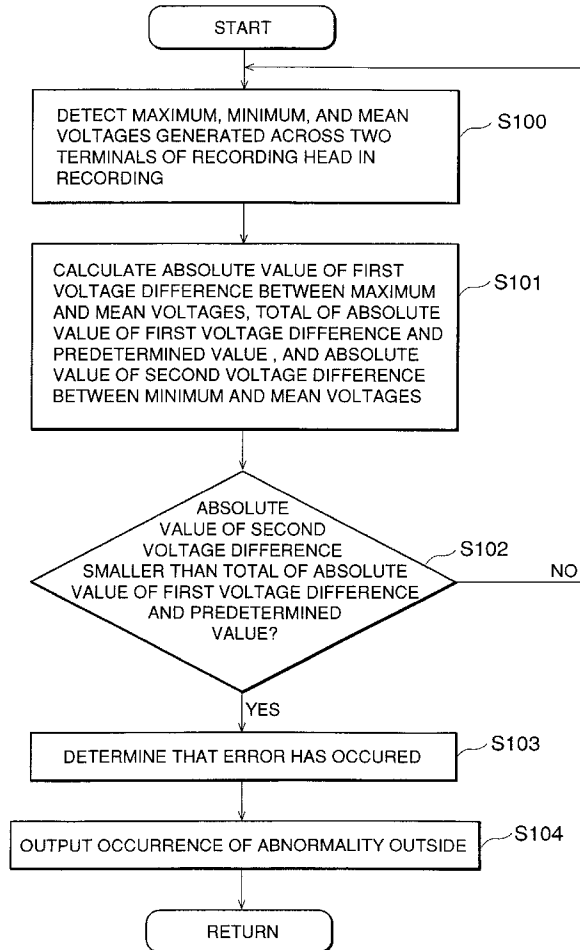 START
DETECT MAXIMUM, MINIMUM, AND MEAN
VOLTAGES GENERATED ACROSS TWO
TERMINALS OF RECORDING HEAD IN
RECORDING
S100
CALCULATE ABSOLUTE VALUE OF FIRST
VOLTAGE DIFFERENCE BETWEEN MAXIMUM
AND MEAN VOLTAGES, TOTAL OF ABSOLUTE
VALUE OF FIRST VOLTAGE DIFFERENCE AND
PREDETERMINED VALUE , AND ABSOLUTE
VALUE OF SECOND VOLTAGE DIFFERENCE
BETWEEN MINIMUM AND MEAN VOLTAGES
S101
ABSOLUTE
VALUE OF SECOND
VOLTAGE DIFFERENCE
SMALLER THAN TOTAL OF ABSOLUTE
VALUE OF FIRST VOLTAGE DIFFERENCE
AND PREDETERMINED
VALUE?
S102
NO
YES
DETERMINE THAT ERROR HAS OCCURED
S103
OUTPUT OCCURRENCE OF ABNORMALITY OUTSIDE
S104
RETURN